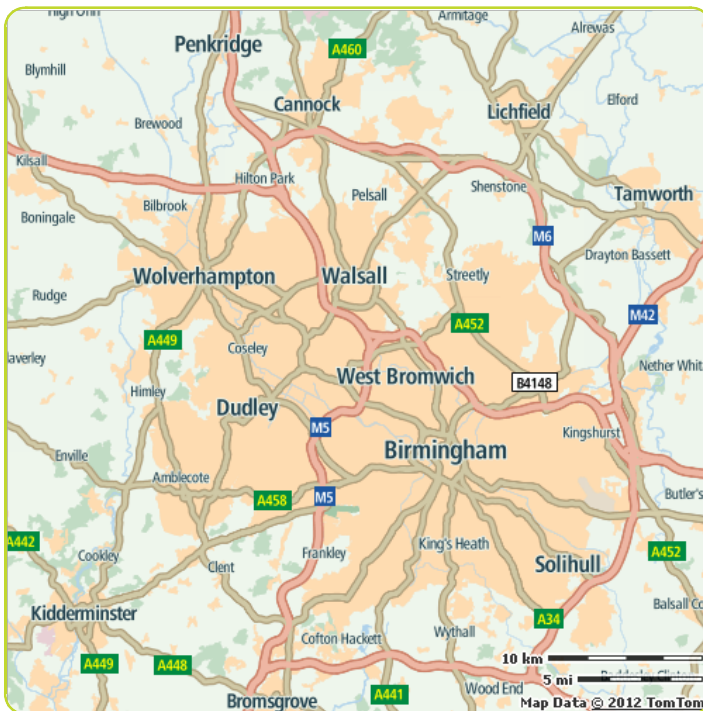 Alrewas
Armitage
Penkridge
A460
Blymhill
Elford
Cannock
Lichfield
Brewood
Kilsall
Hilton Park
Shenstone
Tamworth
Pelsall
Bilbrook
Boningale
M6
Drayton Bassett
Wolverhampton
Walsall
Streetly
Rudge
M42
A452
A449
Coseley
West Bromwich
B4148
Himley
Dudley
M5
Kingshurst
Birmingham
Enville
Amblecote
M5
A458
Butler's
A442
King's Heath
Frankley
A452
Cookley
Clent
Solihull
Balsall
Kidderminster
A34
Wythall
Cofton Hackett
10 km
A449
A448
5 mi
Wood End
A441
Bromsgrove
Map Data © 2012 TomTom